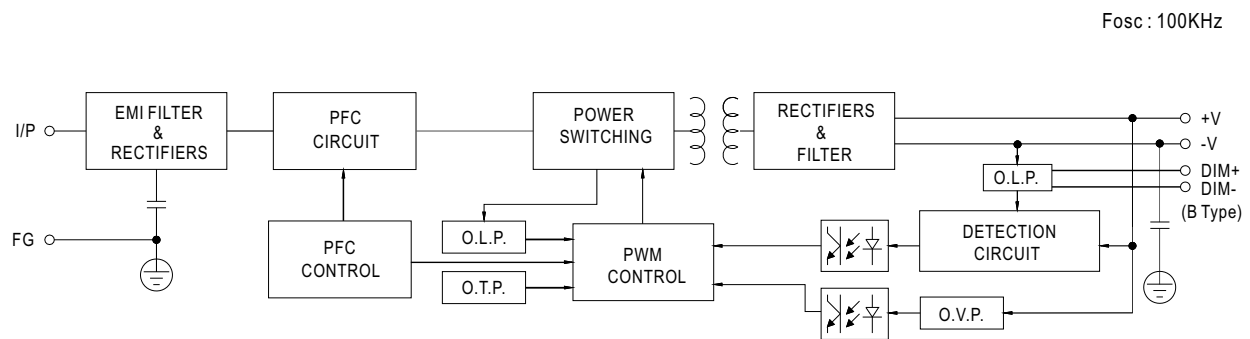 Fosc : 100KHz
I/P
EMI FILTER
&
RECTIFIERS
PFC
CIRCUIT
POWER
SWITCHING
RECTIFIERS
&
FILTER
+V
-V
O.L.P.
DIM+
DIM-
(B Type)
FG
PFC
CONTROL
O.L.P.
O.T.P.
PWM
CONTROL
DETECTION
CIRCUIT
O.V.P.